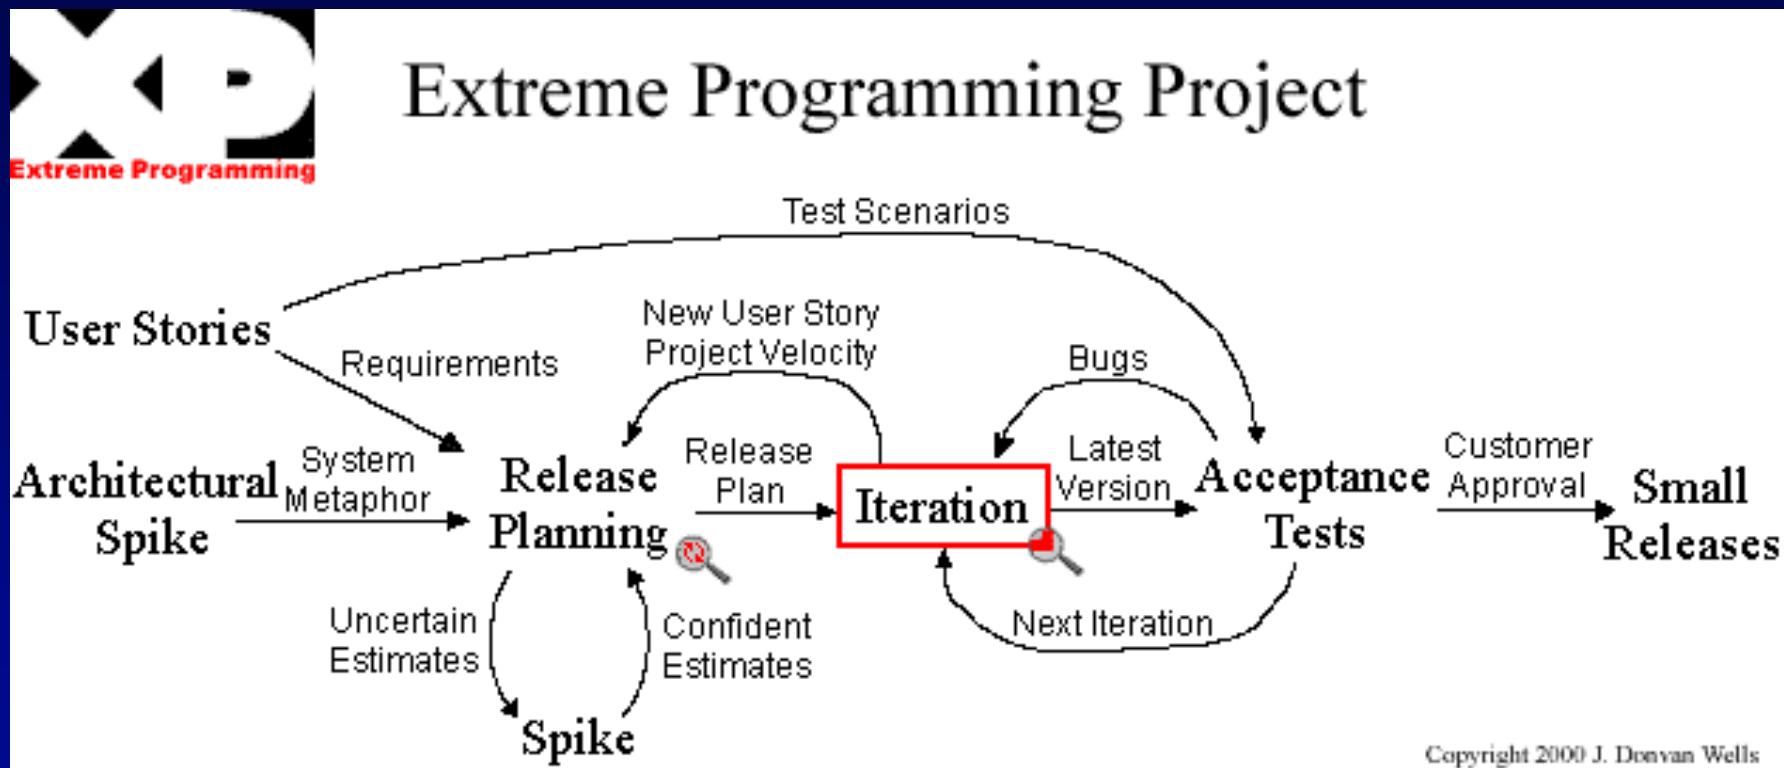 XP
Extreme Programming
Extreme Programming Project
Test Scenarios
User Stories
New User Story
Project Velocity
Requirements
Bugs
Architectural
Spike
System
Metaphor
Release
Planning
Release
Plan
Iteration
Latest
Version
Acceptance
Tests
Customer
Approval
Small
Releases
Uncertain
Estimates
Confident
Estimates
Next Iteration
Spike
Copyright 2000 J. Donvan Wells